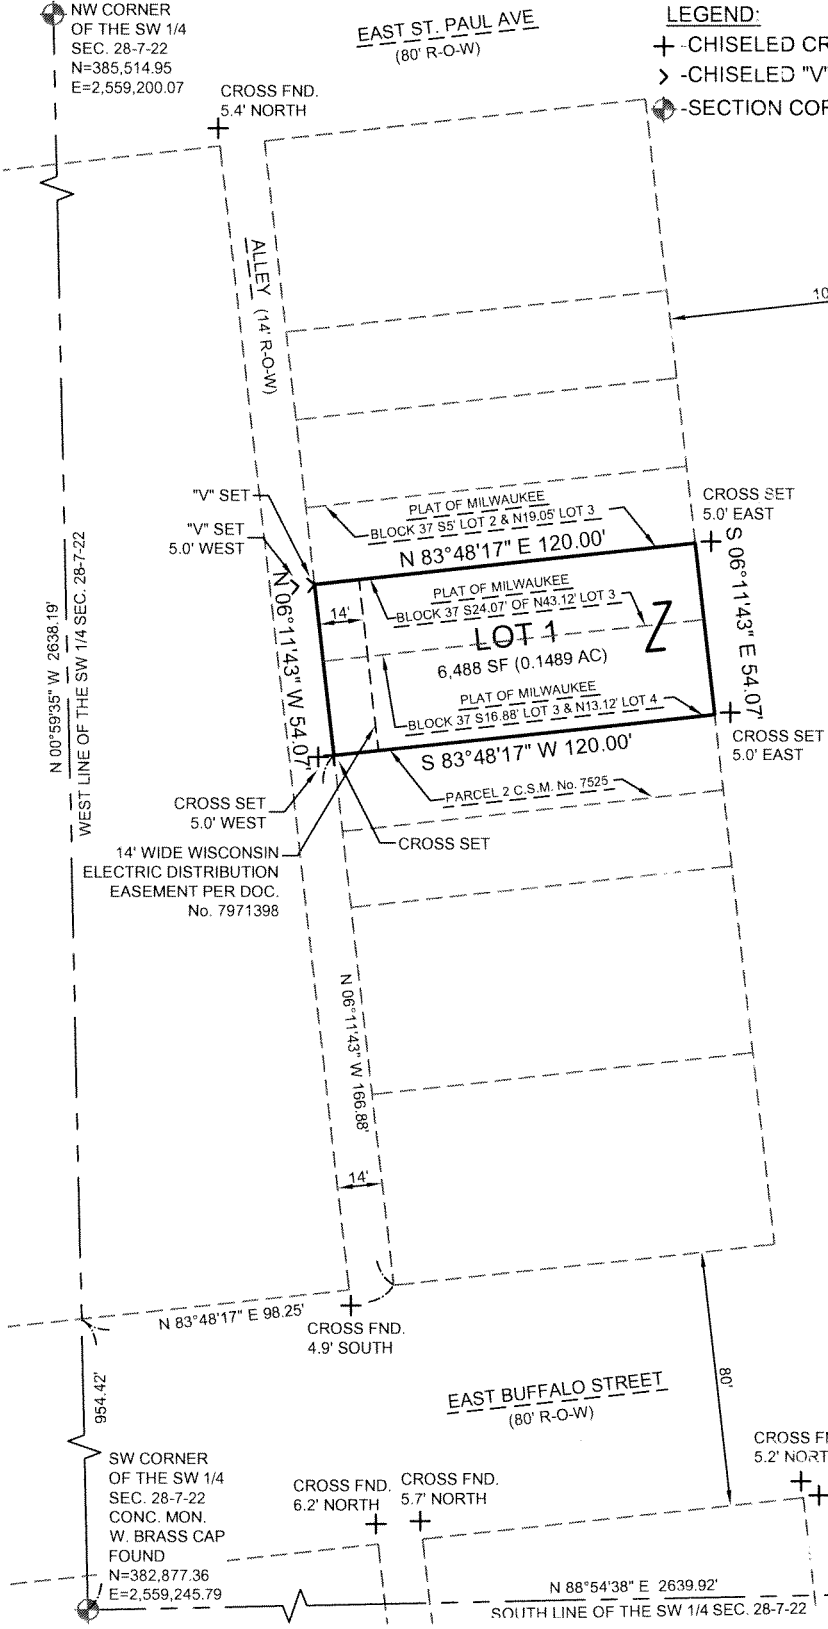 NW CORNER
OF THE SW 1/4
SEC. 28-7-22
N=385,514.95
E=2,559,200.07
EAST ST. PAUL AVE
(80' R-O-W)
LEGEND:
-CHISELED CR
-CHISELED "V"
-SECTION COR
CROSS FND.
5.4' NORTH
ALLEY (14' R-O-W)
10
"V" SET
"V" SET
5.0' WEST
PLAT OF MILWAUKEE
BLOCK 37 S5' LOT 2 & N19.05' LOT 3
CROSS SET
5.0' EAST
N 83°48'17" E 120.00'
PLAT OF MILWAUKEE
BLOCK 37 S24.07' OF N43.12' LOT 3
14'
LOT 1
6,488 SF (0.1489 AC)
Z
PLAT OF MILWAUKEE
BLOCK 37 S16.88' LOT 3 & N13.12' LOT 4
N 06°11'43" W 54.07'
S 06°11'43" E 54.07'
S 83°48'17" W 120.00'
CROSS SET
5.0' EAST
PARCEL 2 C.S.M. No. 7525
N 00°59'35" W 2638.19'
WEST LINE OF THE SW 1/4 SEC. 28-7-22
CROSS SET
5.0' WEST
CROSS SET
14' WIDE WISCONSIN
ELECTRIC DISTRIBUTION
EASEMENT PER DOC.
No. 7971398
N 06°11'43" W 166.88'
14'
N 83°48'17" E 98.25'
CROSS FND.
4.9' SOUTH
954.42'
EAST BUFFALO STREET
(80' R-O-W)
80'
SW CORNER
OF THE SW 1/4
SEC. 28-7-22
CONC. MON.
W. BRASS CAP
FOUND
N=382,877.36
E=2,559,245.79
CROSS FND.
6.2' NORTH
CROSS FND.
5.7' NORTH
CROSS FN
5.2' NORT
N 88°54'38" E 2639.92'
SOUTH LINE OF THE SW 1/4 SEC. 28-7-22